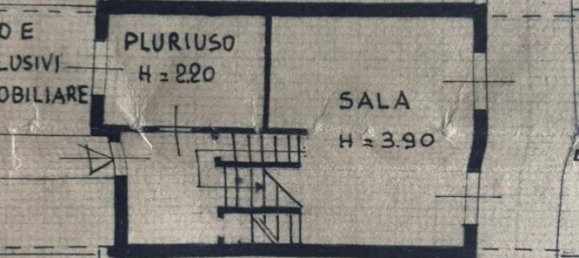 O E
LUSIVI
OBILIARE
PLURIUSO
H = 2.20
SALA
H = 3.90